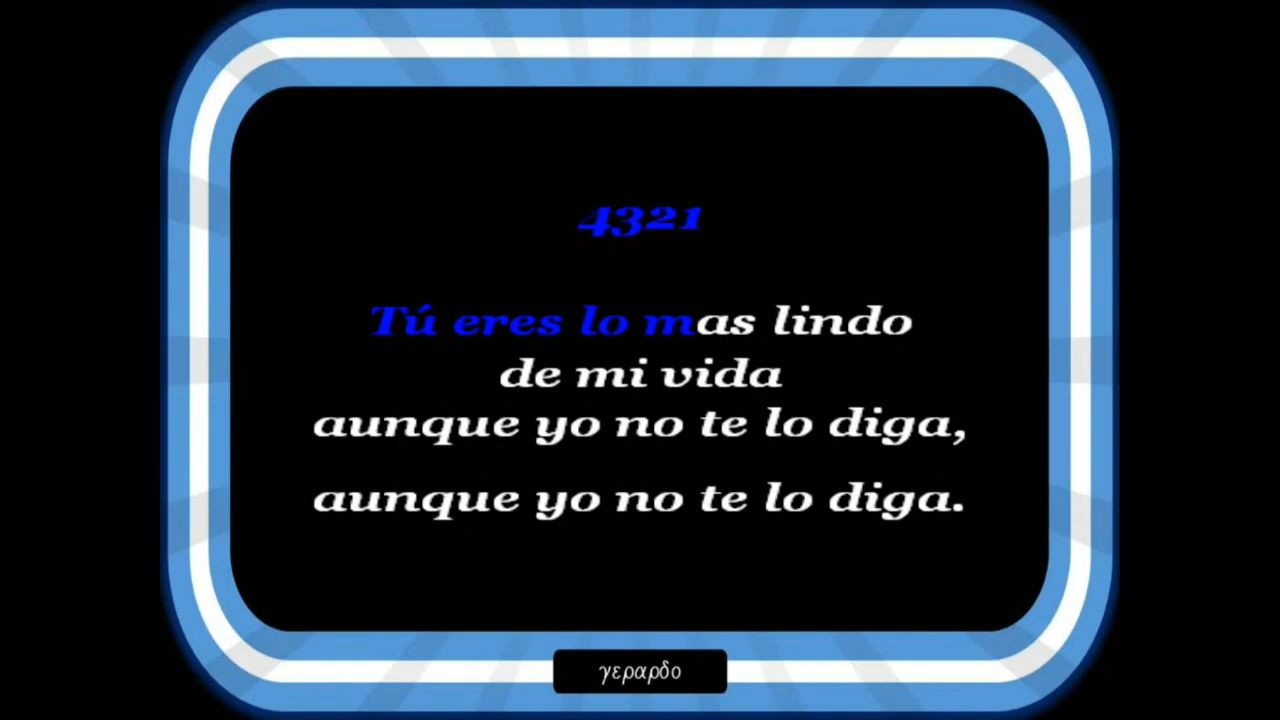 4321
Tú eres lo mas lindo
de mi vida
aunque yo no te lo diga,
aunque yo no te lo diga.
γεραρδο